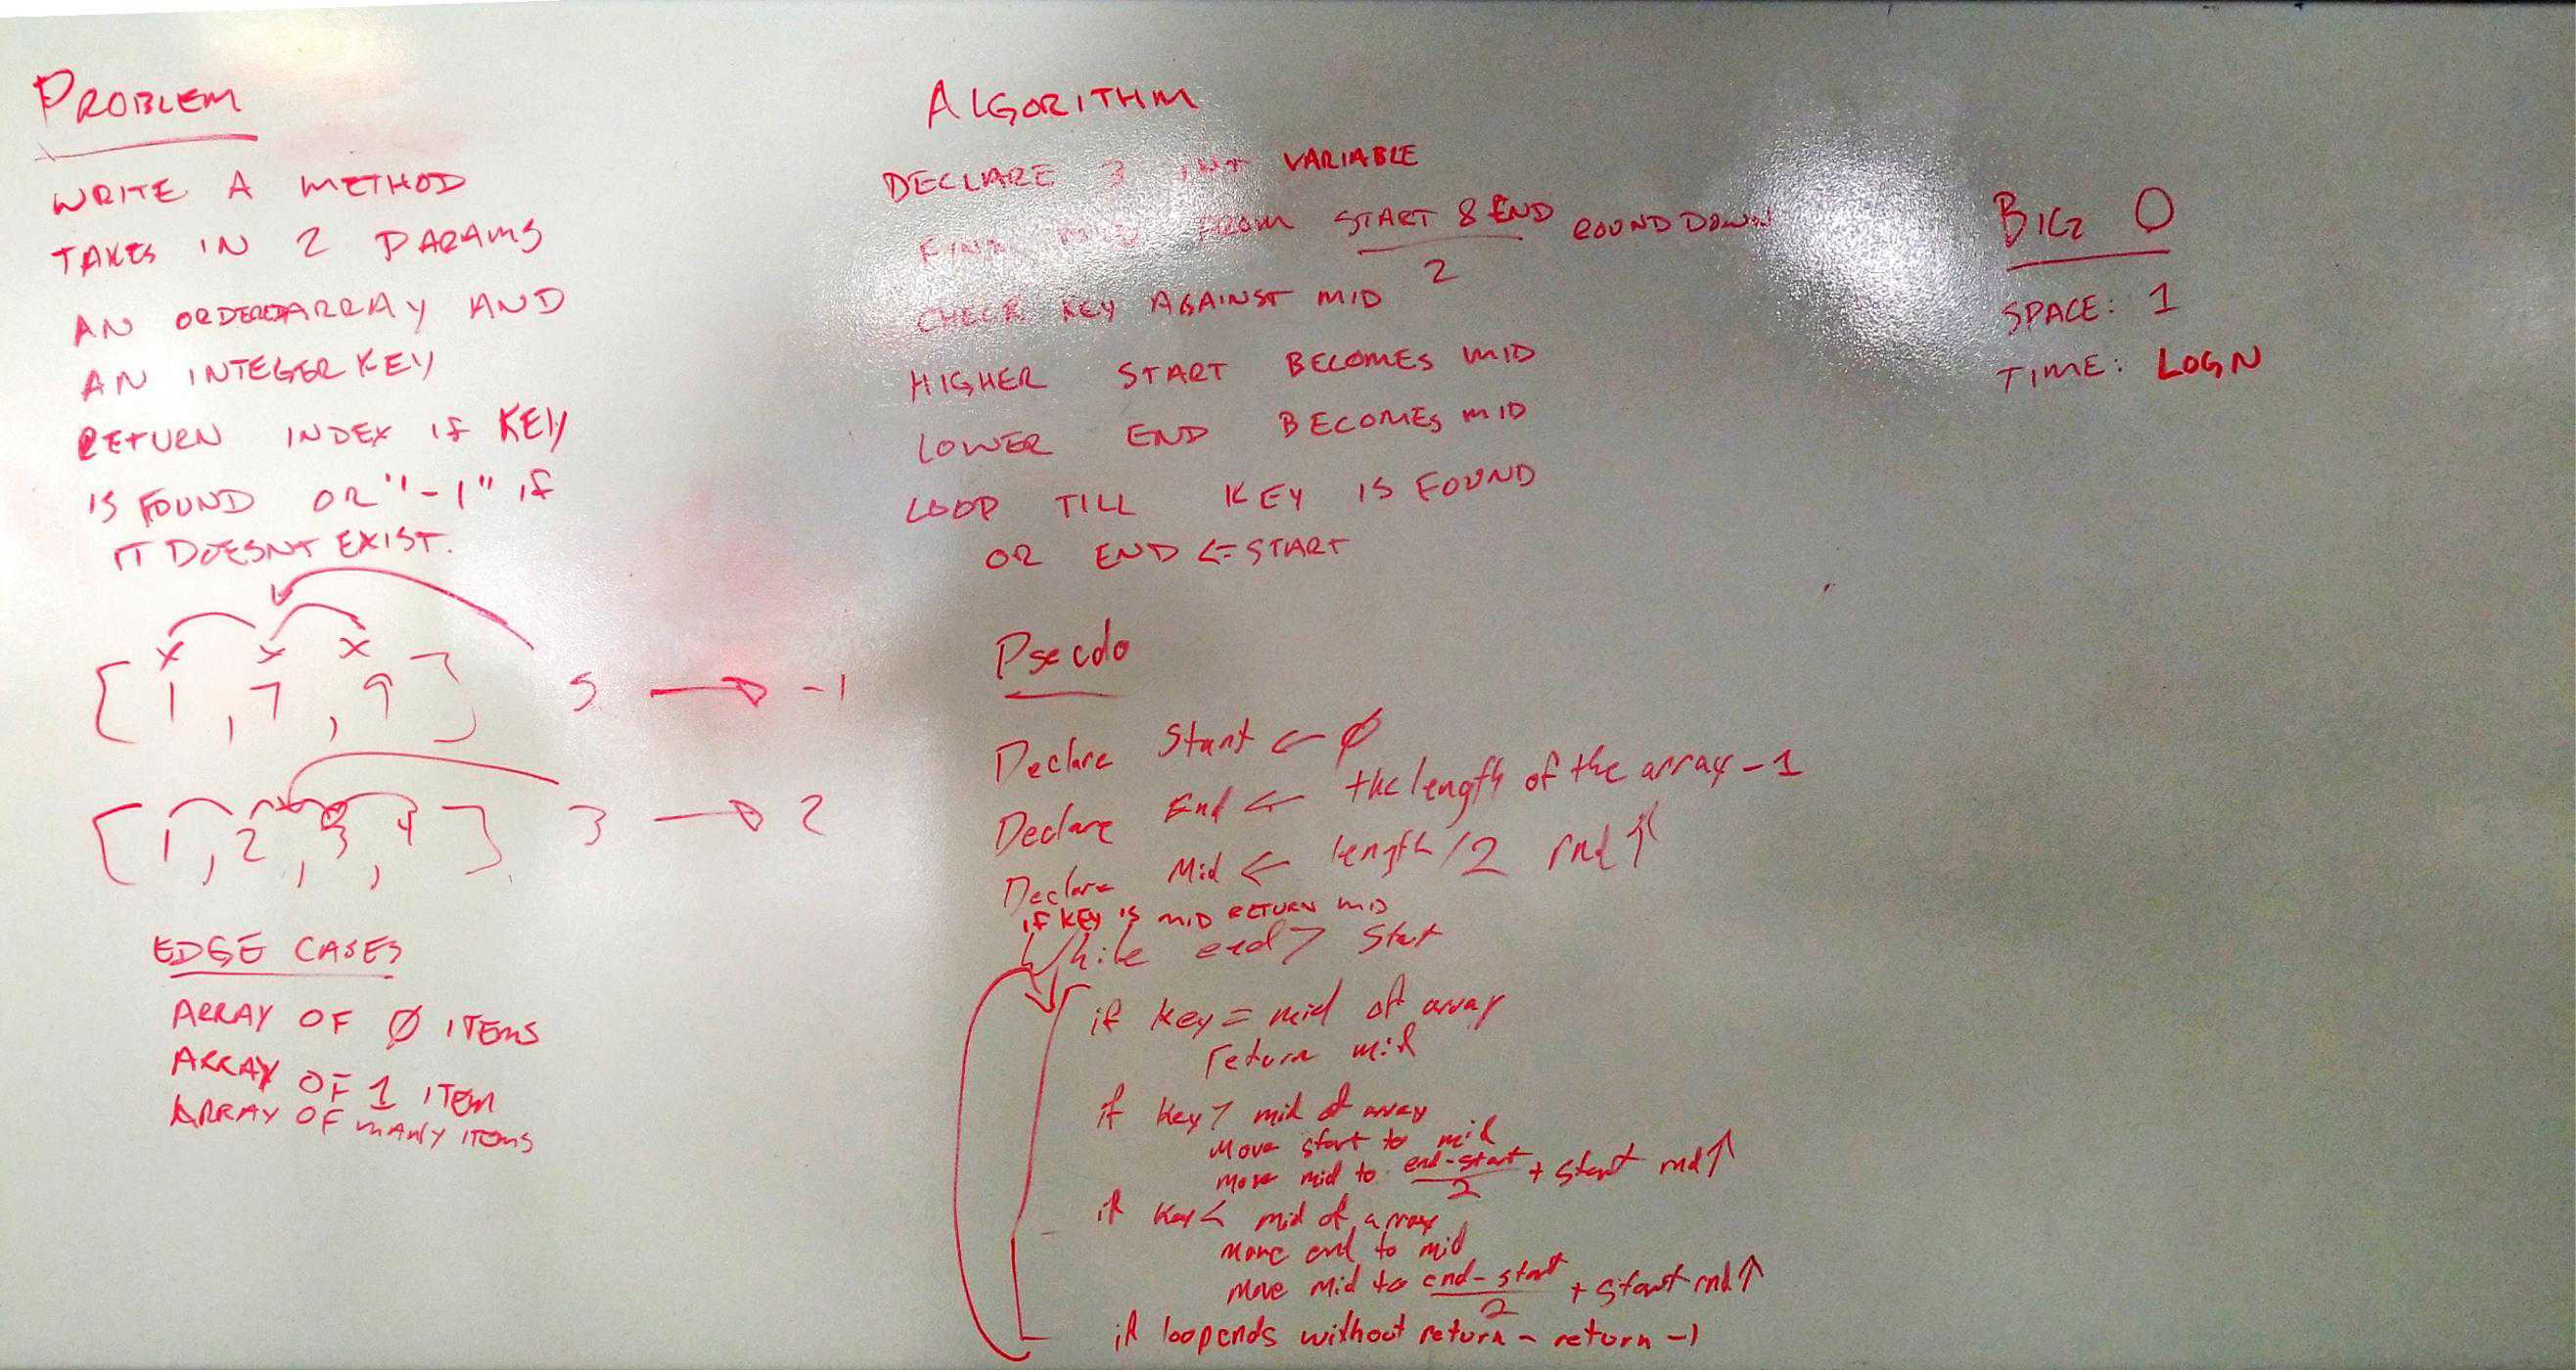 PROBLEM
WRITE A METHOD
TAKES IN 2 PARAMS
AN ORDERED ARRAY AND
AN INTEGER KEY
RETURN INDEX IF KEY
IS FOUND OR "-1" IF
IT DOESNT EXIST.
x x x
[1, 7, 9] 5 → -1
[1, 2, 3, 4] 3 → 2
EDGE CASES
ARRAY OF Ø ITEMS
ARRAY OF 1 ITEM
ARRAY OF MANY ITEMS
ALGORITHM
DECLARE 3 INT VARIABLE
FIND MID FROM START & END ROUND DOWN
2
CHECK KEY AGAINST MID
HIGHER START BECOMES MID
LOWER END BECOMES MID
LOOP TILL KEY IS FOUND
OR END <= START
Psecdo
Declare Start ← Ø
Declare End ← the length of the array - 1
Declare Mid ← length / 2 rnd ↑
IF KEY IS MID RETURN MID
While end > Start
if key = mid of array
return mid
if key > mid of array
Move start to mid
Move mid to end-start + Start rnd ↑
2
if key < mid of array
Move end to mid
Move mid to end-start + Start rnd ↑
2
if loop ends without return - return -1
BIG O
SPACE: 1
TIME: LOG N